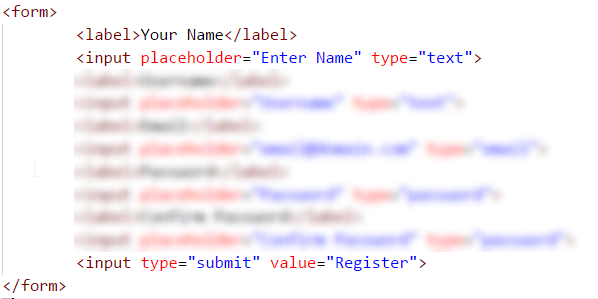 <form>
<label>Your Name</label>
<input placeholder="Enter Name" type="text">
<label>Username</label>
<input placeholder="Username" type="text">
<label>Email</label>
<input placeholder="email@domain.com" type="email">
<label>Password</label>
<input placeholder="Password" type="password">
<label>Confirm Password</label>
<input placeholder="Confirm Password" type="password">
<input type="submit" value="Register">
</form>